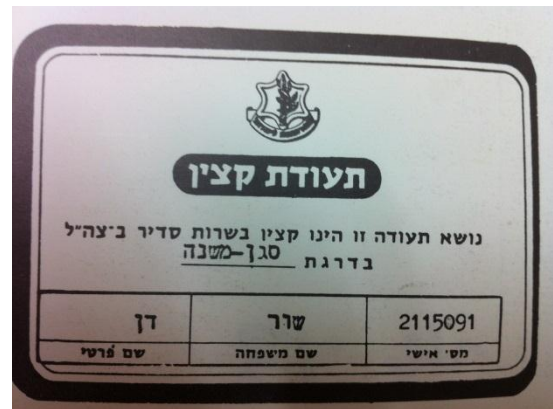 תעודת קצין
נושא תעודה זו הינו קצין בשרות סדיר ב־צה"ל
בדרגת סגן-משנה
2115091 שור דן
מס׳ אישי שם משפחה שם פרטי